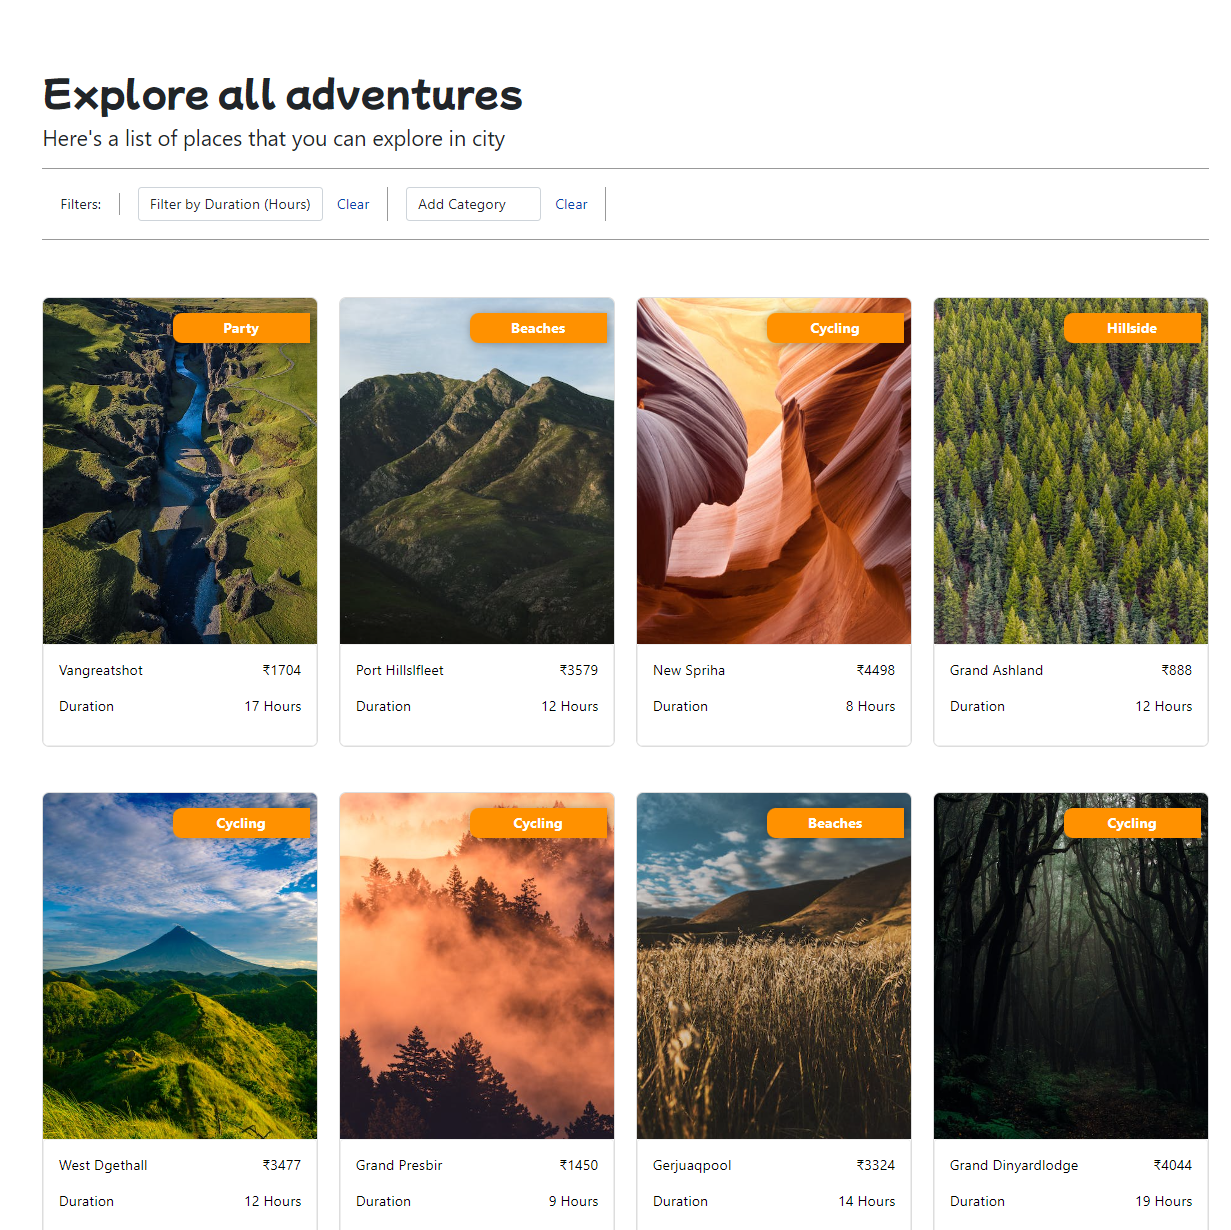 Explore all adventures
Here's a list of places that you can explore in city
Filters: Filter by Duration (Hours) Clear Add Category Clear
Party Beaches Cycling Hillside
Vangreatshot ₹1704 Port Hillslfleet ₹3579 New Spriha ₹4498 Grand Ashland ₹888
Duration 17 Hours Duration 12 Hours Duration 8 Hours Duration 12 Hours
Cycling Cycling Beaches Cycling
West Dgethall ₹3477 Grand Presbir ₹1450 Gerjuaqpool ₹3324 Grand Dinyardlodge ₹4044
Duration 12 Hours Duration 9 Hours Duration 14 Hours Duration 19 Hours